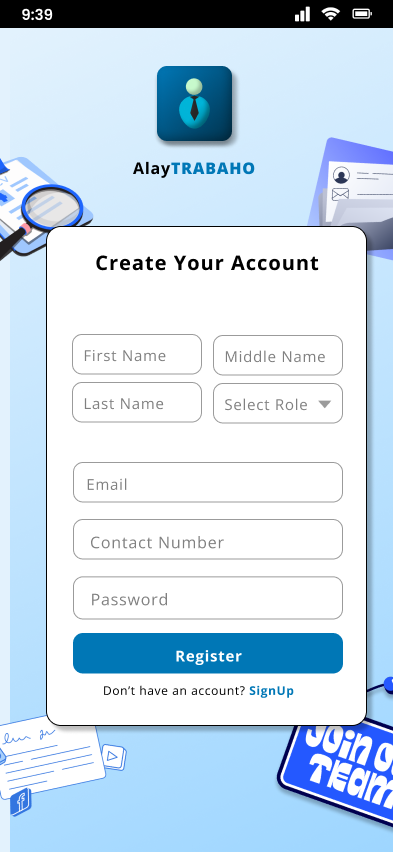 9:39
AlayTRABAHO
Create Your Account
First Name
Middle Name
Last Name
Select Role
Email
Contact Number
Password
Register
Don't have an account? SignUp
JOIN
TEAM